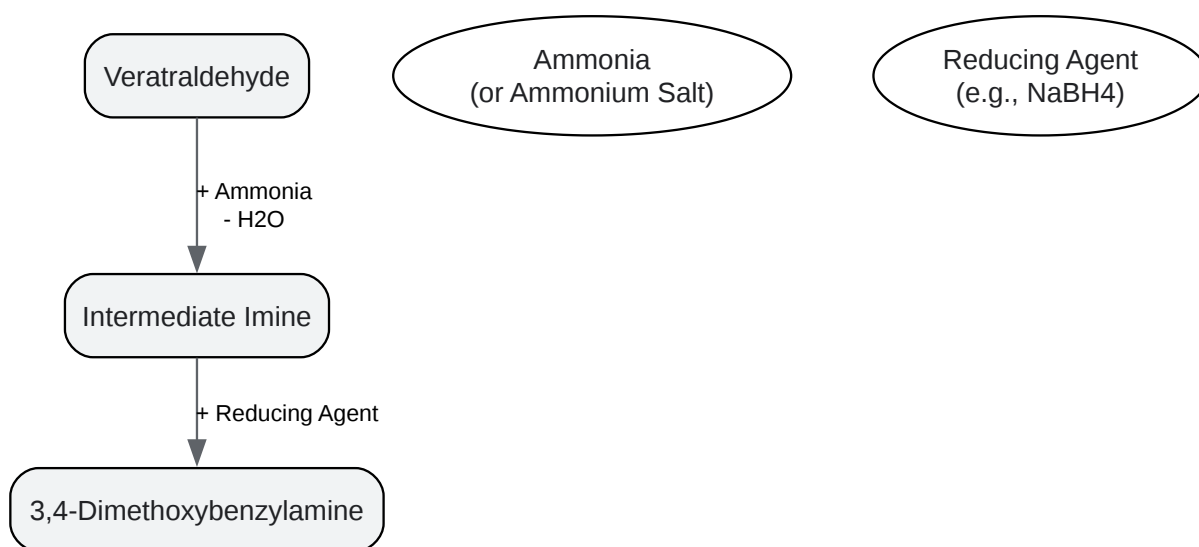 Veratraldehyde
Ammonia
(or Ammonium Salt)
Reducing Agent
(e.g., NaBH4)
+ Ammonia
- H2O
Intermediate Imine
+ Reducing Agent
3,4-Dimethoxybenzylamine